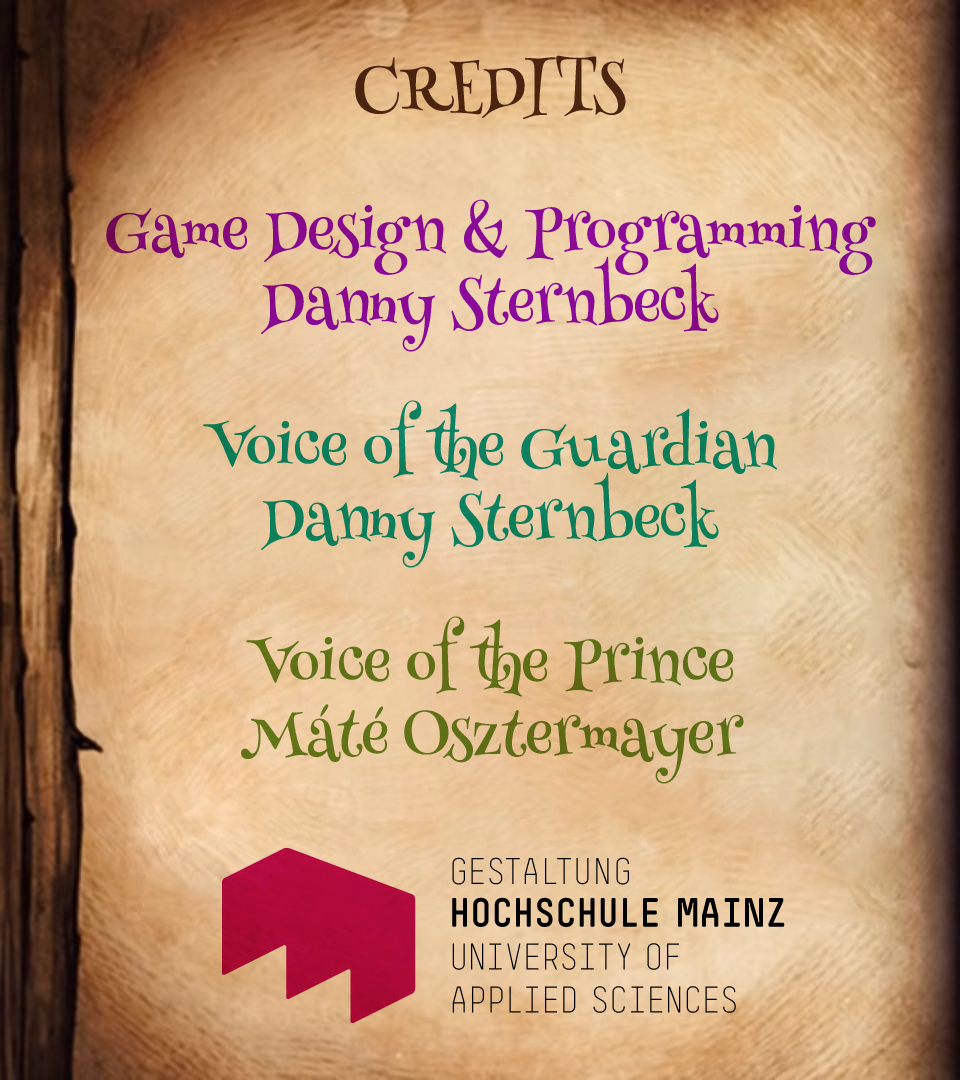 CREDITS
Game Design & Programming
Danny Sternbeck
Voice of the Guardian
Danny Sternbeck
Voice of the Prince
Máté Osztermayer
GESTALTUNG
HOCHSCHULE MAINZ
UNIVERSITY OF
APPLIED SCIENCES